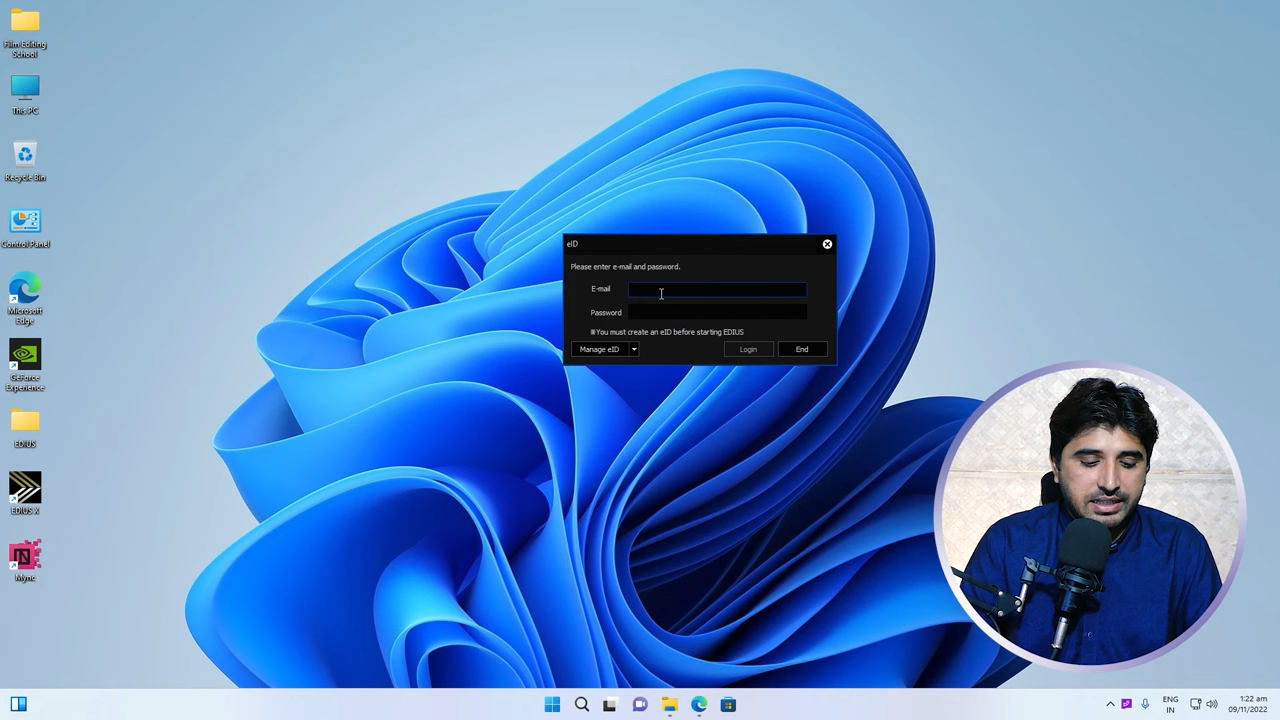 Film Editing
School
This PC
Recycle Bin
Control Panel
Microsoft
Edge
GeForce
Experience
EDIUS
EDIUS X
Mync
eID
Please enter e-mail and password.
E-mail
Password
※You must create an eID before starting EDIUS
Manage eID
Login
End
ENG
IN
1:22 am
09/11/2022